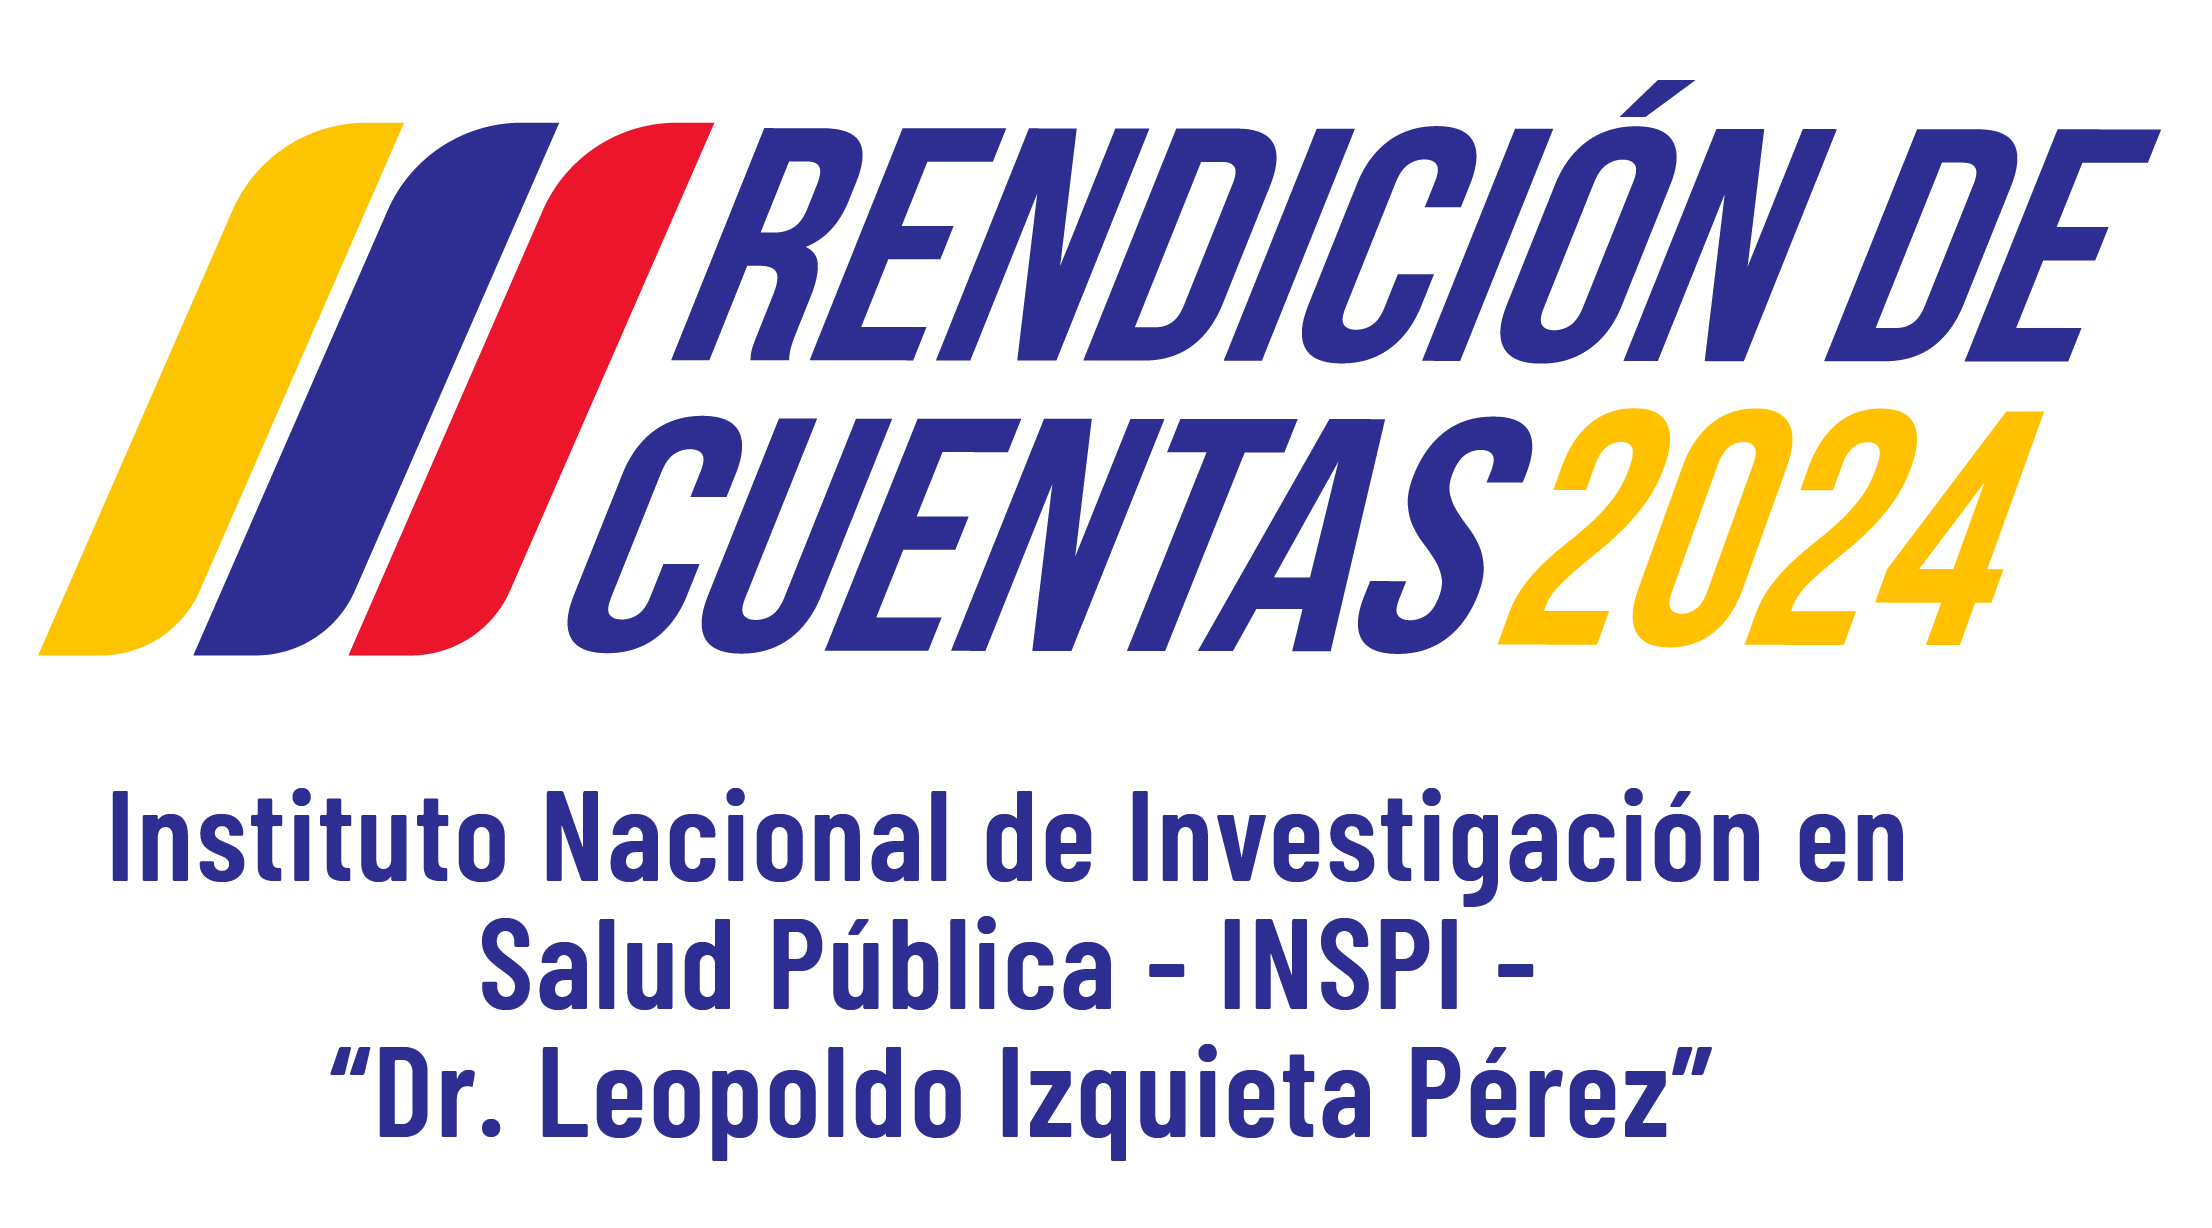 RENDICIÓN DE
CUENTAS 2024
Instituto Nacional de Investigación en
Salud Pública - INSPI -
“Dr. Leopoldo Izquieta Pérez”